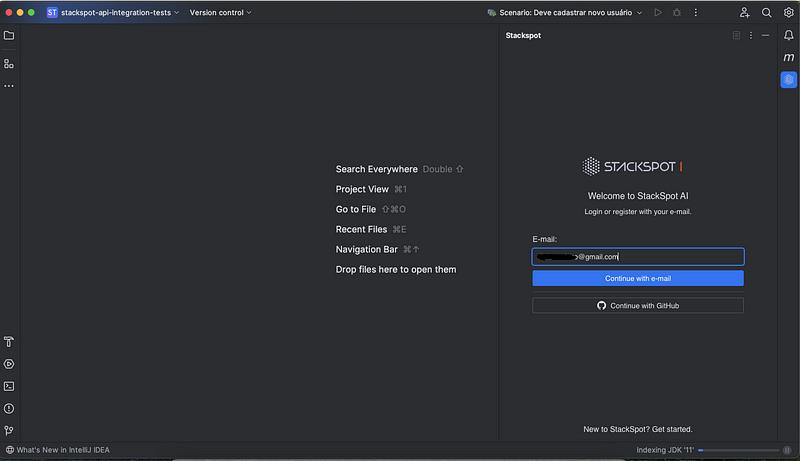 ST stackspot-api-integration-tests Version control Scenario: Deve cadastrar novo usuário
Stackspot
m
Search Everywhere Double ⇧
Project View ⌘1
Go to File ⇧⌘O
Recent Files ⌘E
Navigation Bar ⌘↑
Drop files here to open them
STACKSPOT
Welcome to StackSpot AI
Login or register with your e-mail.
E-mail:
@gmail.com
Continue with e-mail
Continue with GitHub
New to StackSpot? Get started.
What's New in IntelliJ IDEA Indexing JDK '11'